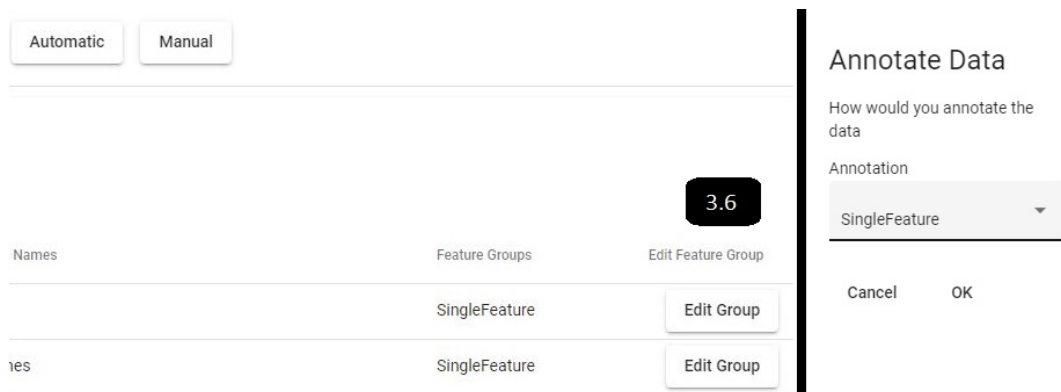 Automatic Manual
3.6
Names Feature Groups Edit Feature Group
SingleFeature Edit Group
SingleFeature Edit Group
Annotate Data
How would you annotate the
data
Annotation
SingleFeature
Cancel OK